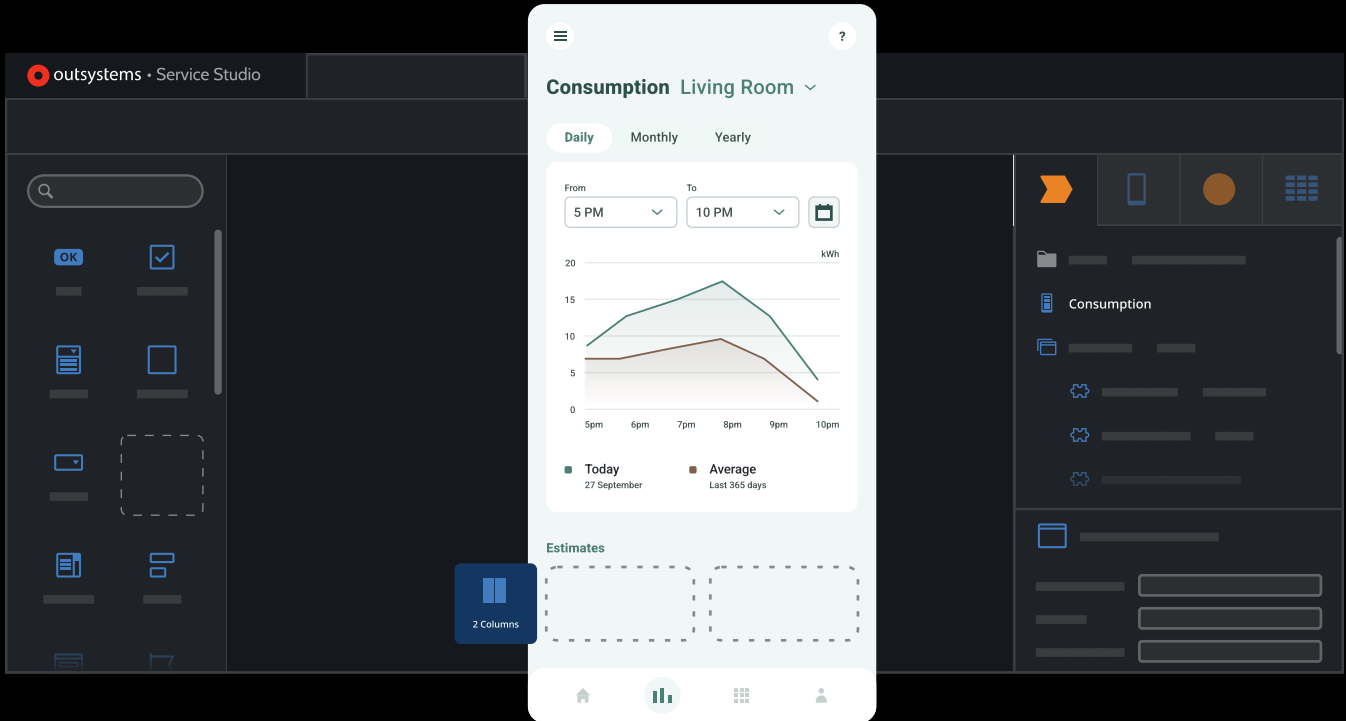 outsystems • Service Studio
?
Consumption Living Room
Daily Monthly Yearly
From To
5 PM 10 PM
kWh
20
15
10
5
0
5pm 6pm 7pm 8pm 9pm 10pm
Today Average
27 September Last 365 days
Estimates
OK
2 Columns
Consumption